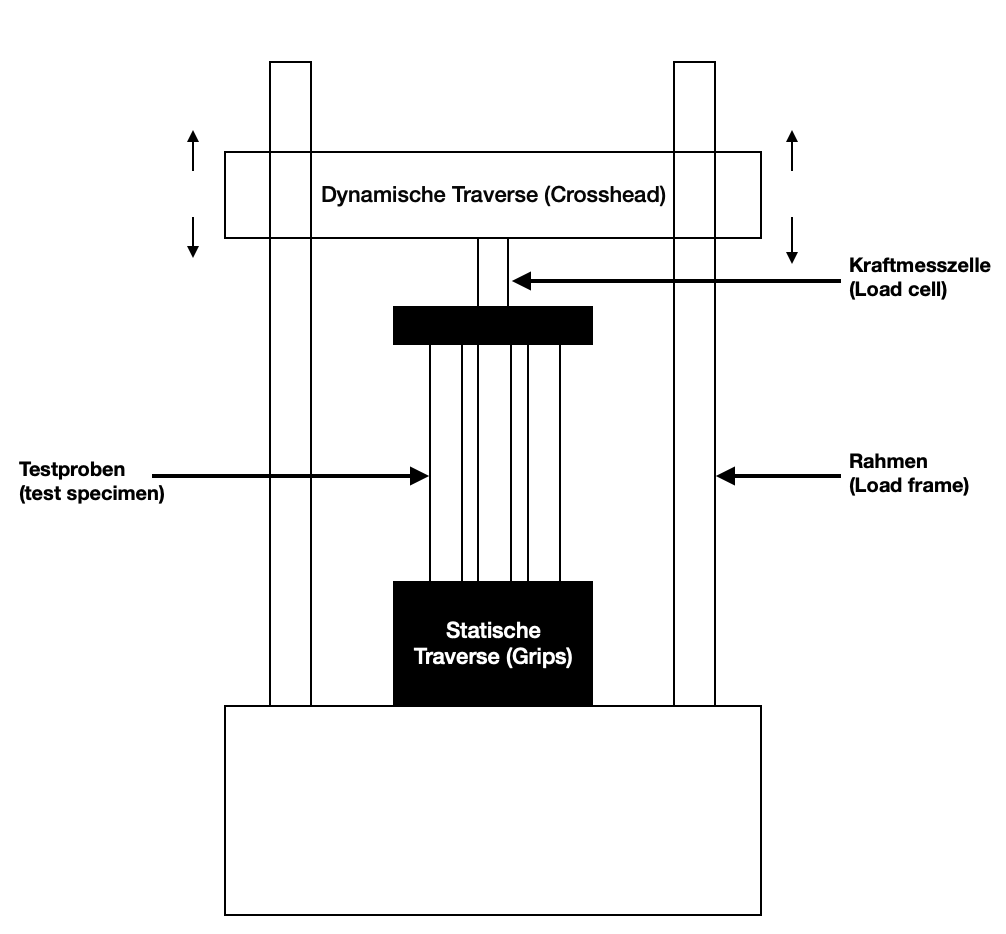 Dynamische Traverse (Crosshead)
Kraftmesszelle
(Load cell)
Testproben
(test specimen)
Rahmen
(Load frame)
Statische
Traverse (Grips)